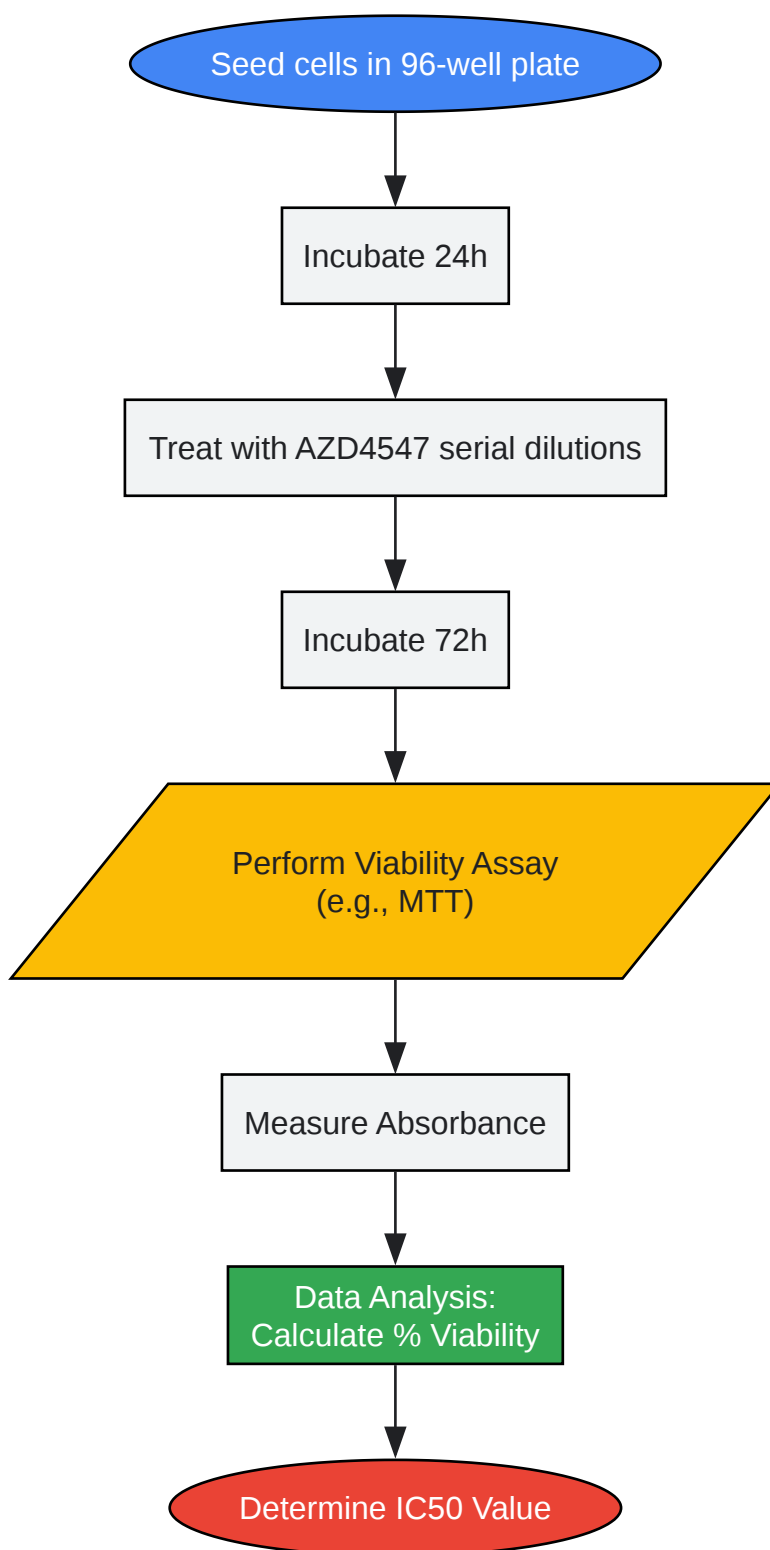 Seed cells in 96-well plate
Incubate 24h
Treat with AZD4547 serial dilutions
Incubate 72h
Perform Viability Assay
(e.g., MTT)
Measure Absorbance
Data Analysis:
Calculate % Viability
Determine IC50 Value